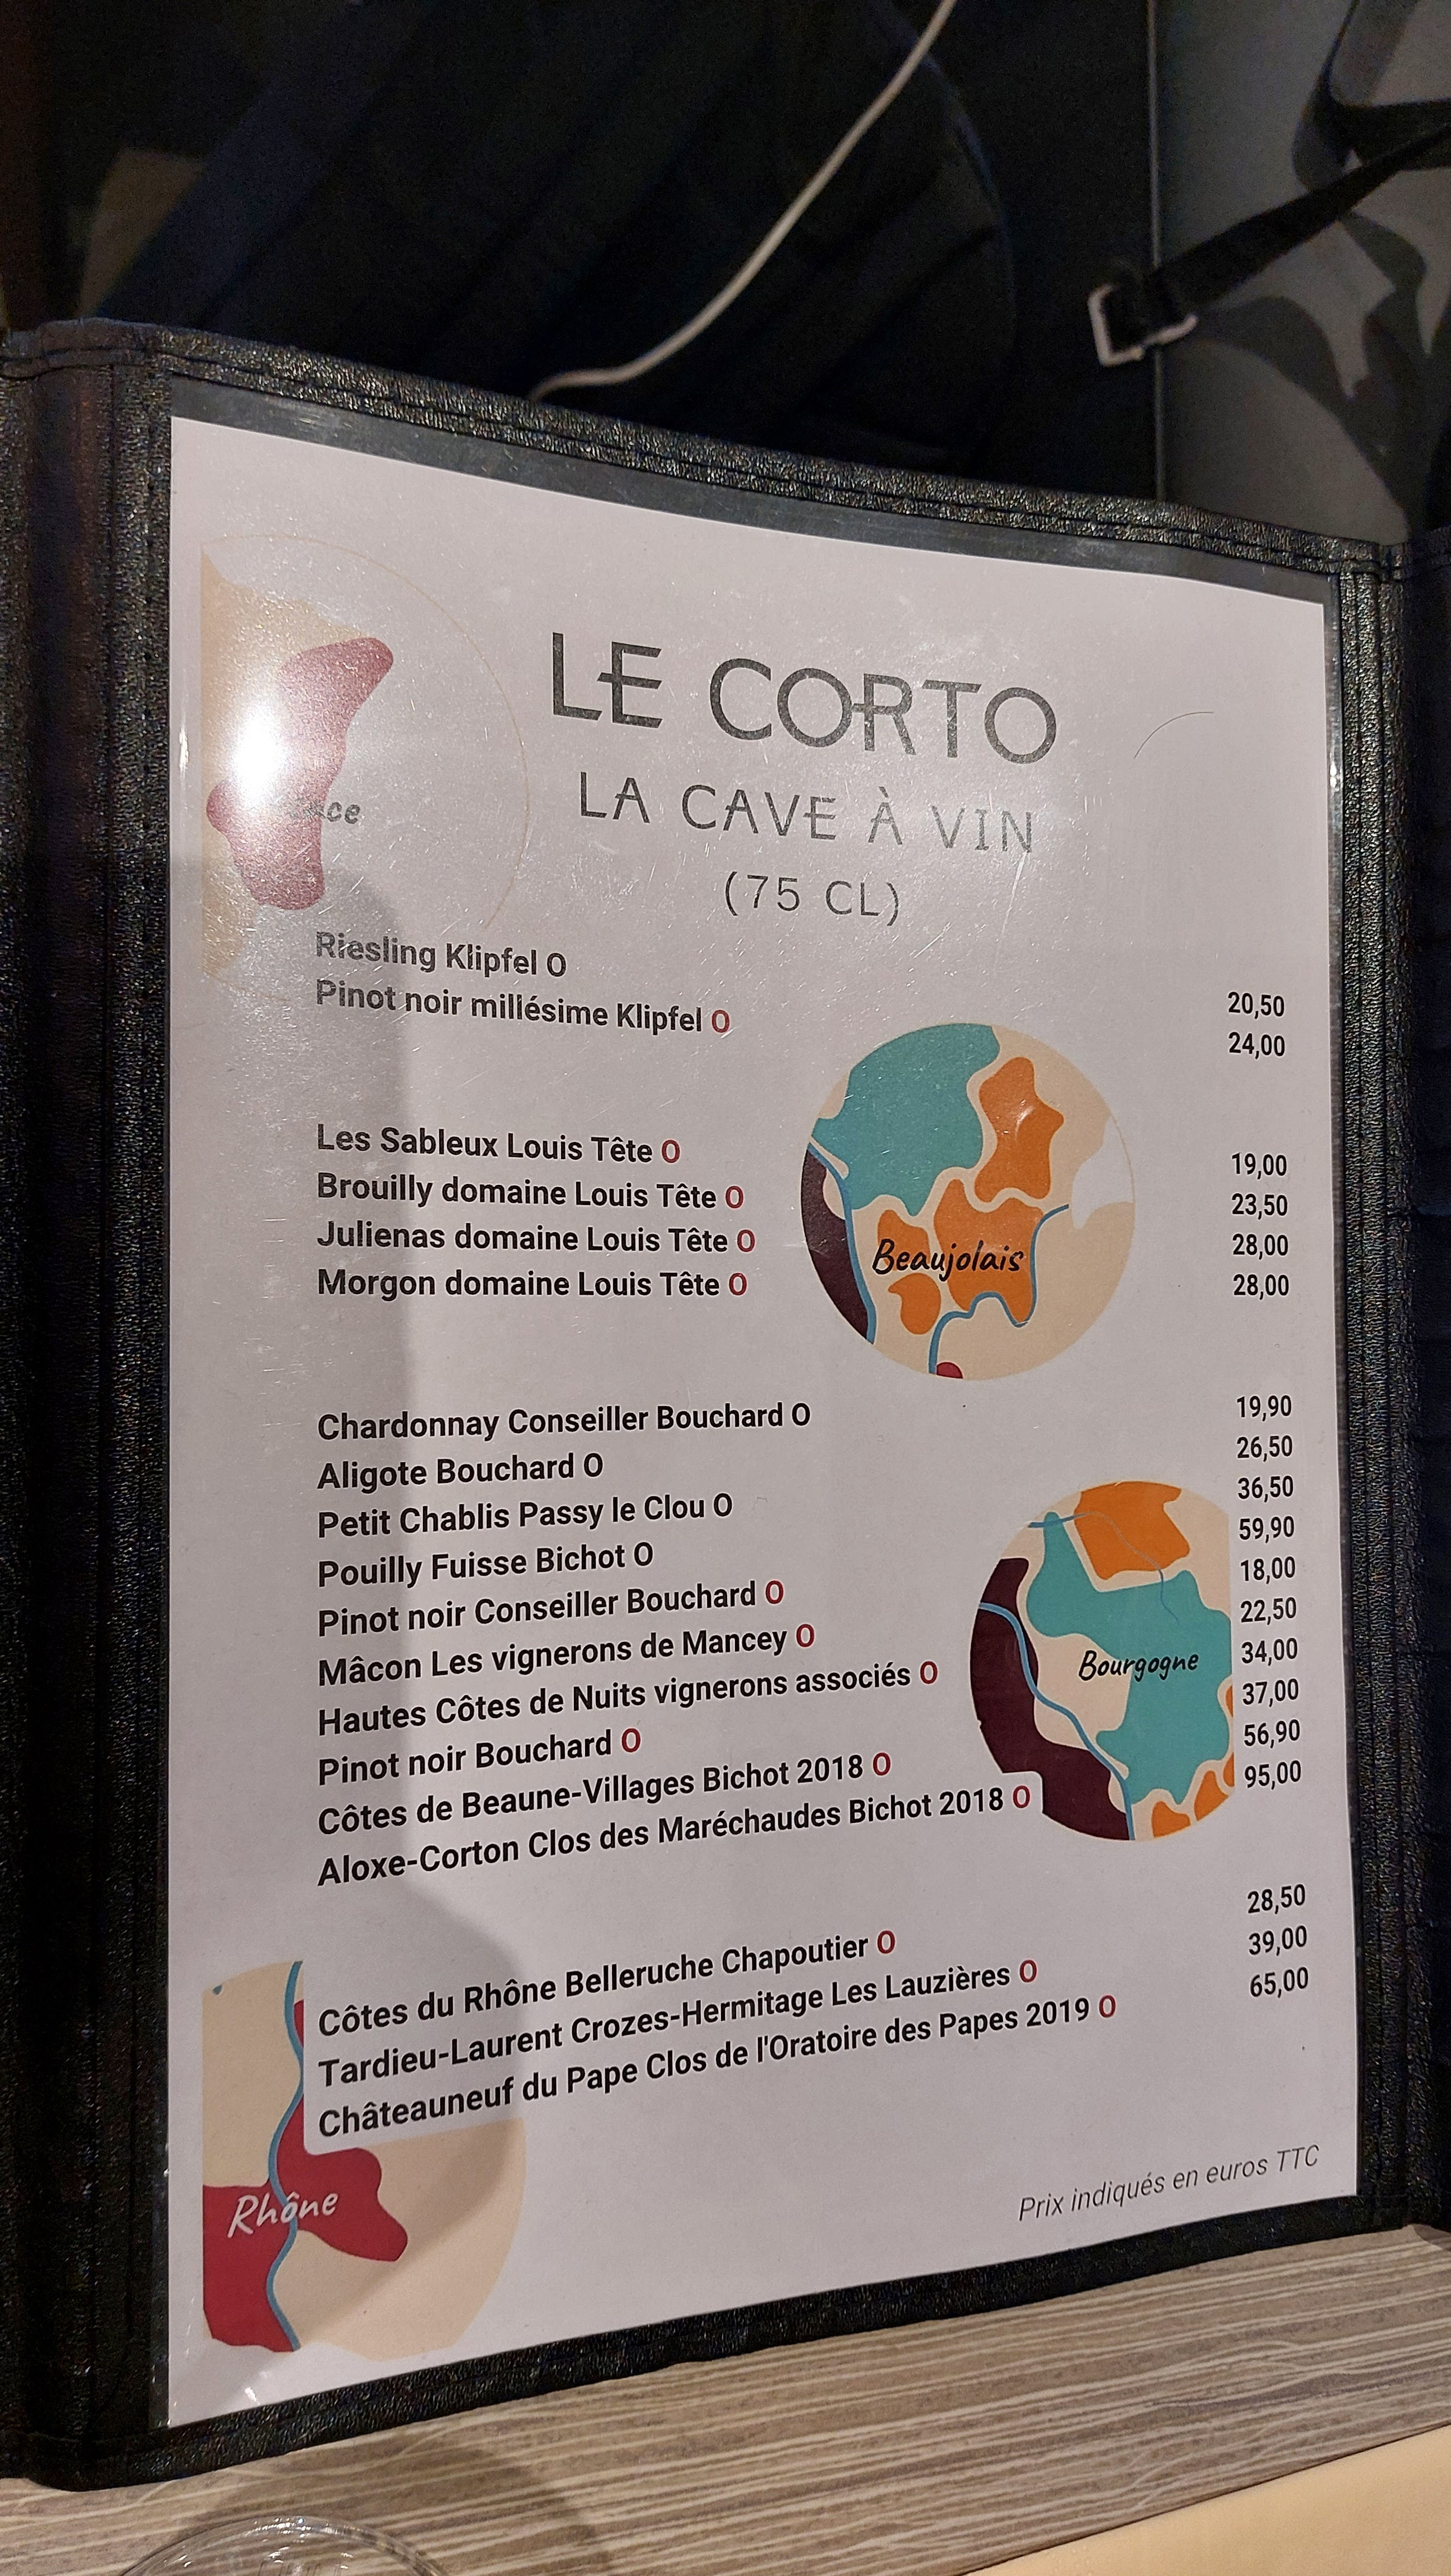 LE CORTO
LA CAVE À VIN
(75 CL)
Riesling Klipfel O 20,50
Pinot noir millésime Klipfel O 24,00
Les Sableux Louis Tête O 19,00
Brouilly domaine Louis Tête O 23,50
Julienas domaine Louis Tête O 28,00
Morgon domaine Louis Tête O 28,00
Beaujolais
Chardonnay Conseiller Bouchard O 19,90
Aligote Bouchard O 26,50
Petit Chablis Passy le Clou O 36,50
Pouilly Fuisse Bichot O 59,90
Pinot noir Conseiller Bouchard O 18,00
Mâcon Les vignerons de Mancey O 22,50
Hautes Côtes de Nuits vignerons associés O 34,00
Pinot noir Bouchard O 37,00
Côtes de Beaune-Villages Bichot 2018 O 56,90
Aloxe-Corton Clos des Maréchaudes Bichot 2018 O 95,00
Bourgogne
Côtes du Rhône Belleruche Chapoutier O 28,50
Tardieu-Laurent Crozes-Hermitage Les Lauzières O 39,00
Châteauneuf du Pape Clos de l'Oratoire des Papes 2019 O 65,00
Rhône
Prix indiqués en euros TTC